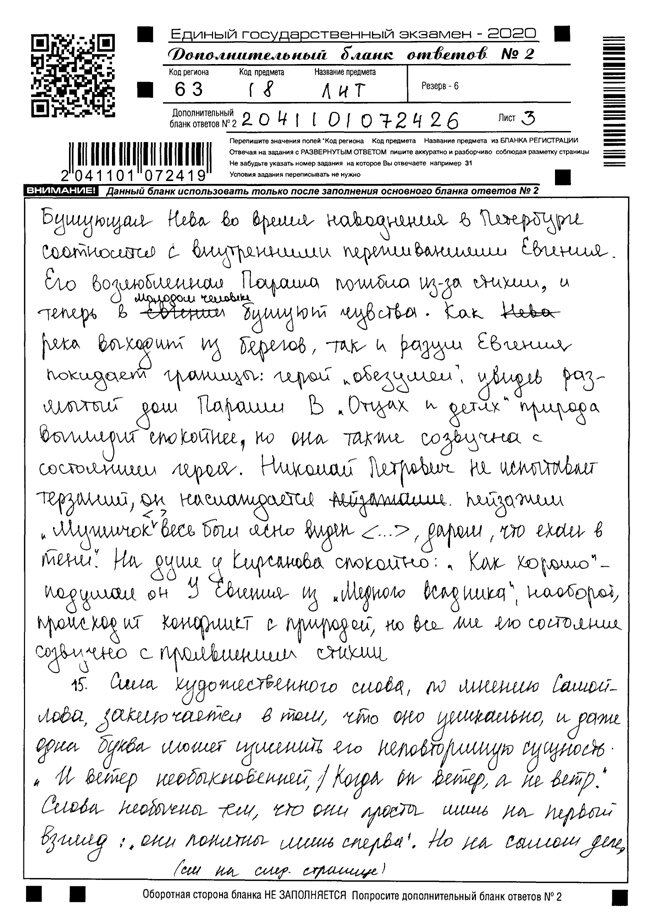 Единый государственный экзамен - 2020
Дополнительный бланк ответов № 2
Код региона Код предмета Название предмета
63 18 ЛИТ Резерв - 6
Дополнительный бланк ответов № 2 2041101072426 Лист 3
Перепишите значения полей "Код региона Код предмета Название предмета из БЛАНКА РЕГИСТРАЦИИ
Отвечая на задания с РАЗВЕРНУТЫМ ОТВЕТОМ пишите аккуратно и разборчиво соблюдая разметку страницы
Не забудьте указать номер задания на которое Вы отвечаете например 31
Условия задания переписывать не нужно
2 041101 072419
ВНИМАНИЕ! Данный бланк использовать только после заполнения основного бланка ответов № 2
Бушующая Нева во время наводнения в Петербурге
соотносится с внутренними переживаниями Евгения.
Его возлюбленная Параша погибла из-за стихии, и
молодом человеке
теперь в Евгении бушуют чувства. Как Нева
река выходит из берегов, так и разум Евгения
покидает границы: герой „обезумел", увидев раз-
мытый дом Параши В „Отцах и детях" природа
выглядит спокойнее, но она также созвучна с
состоянием героя. Николай Петрович не испытывает
терзаний, он наслаждается пейзажем. пейзажем
„Мужичок < > весь был ясно виден <...>, даром, что ехал в
тени". На душе у Кирсанова спокойно: „Как хорошо" -
подумал он У Евгения из „Медного всадника", наоборот,
происходит конфликт с природой, но все же его состояние
созвучно с проявлением стихии
15. Сила художественного слова, по мнению Самой-
лова, заключается в том, что оно уникально, и даже
одна буква может изменить его неповторимую сущность.
„И ветер необыкновенней, / Когда он ветер, а не ветр."
Слова необычны тем, что они просты лишь на первый
взгляд: „они понятны лишь сперва". Но на самом деле,
(см на след. странице)
Оборотная сторона бланка НЕ ЗАПОЛНЯЕТСЯ Попросите дополнительный бланк ответов № 2